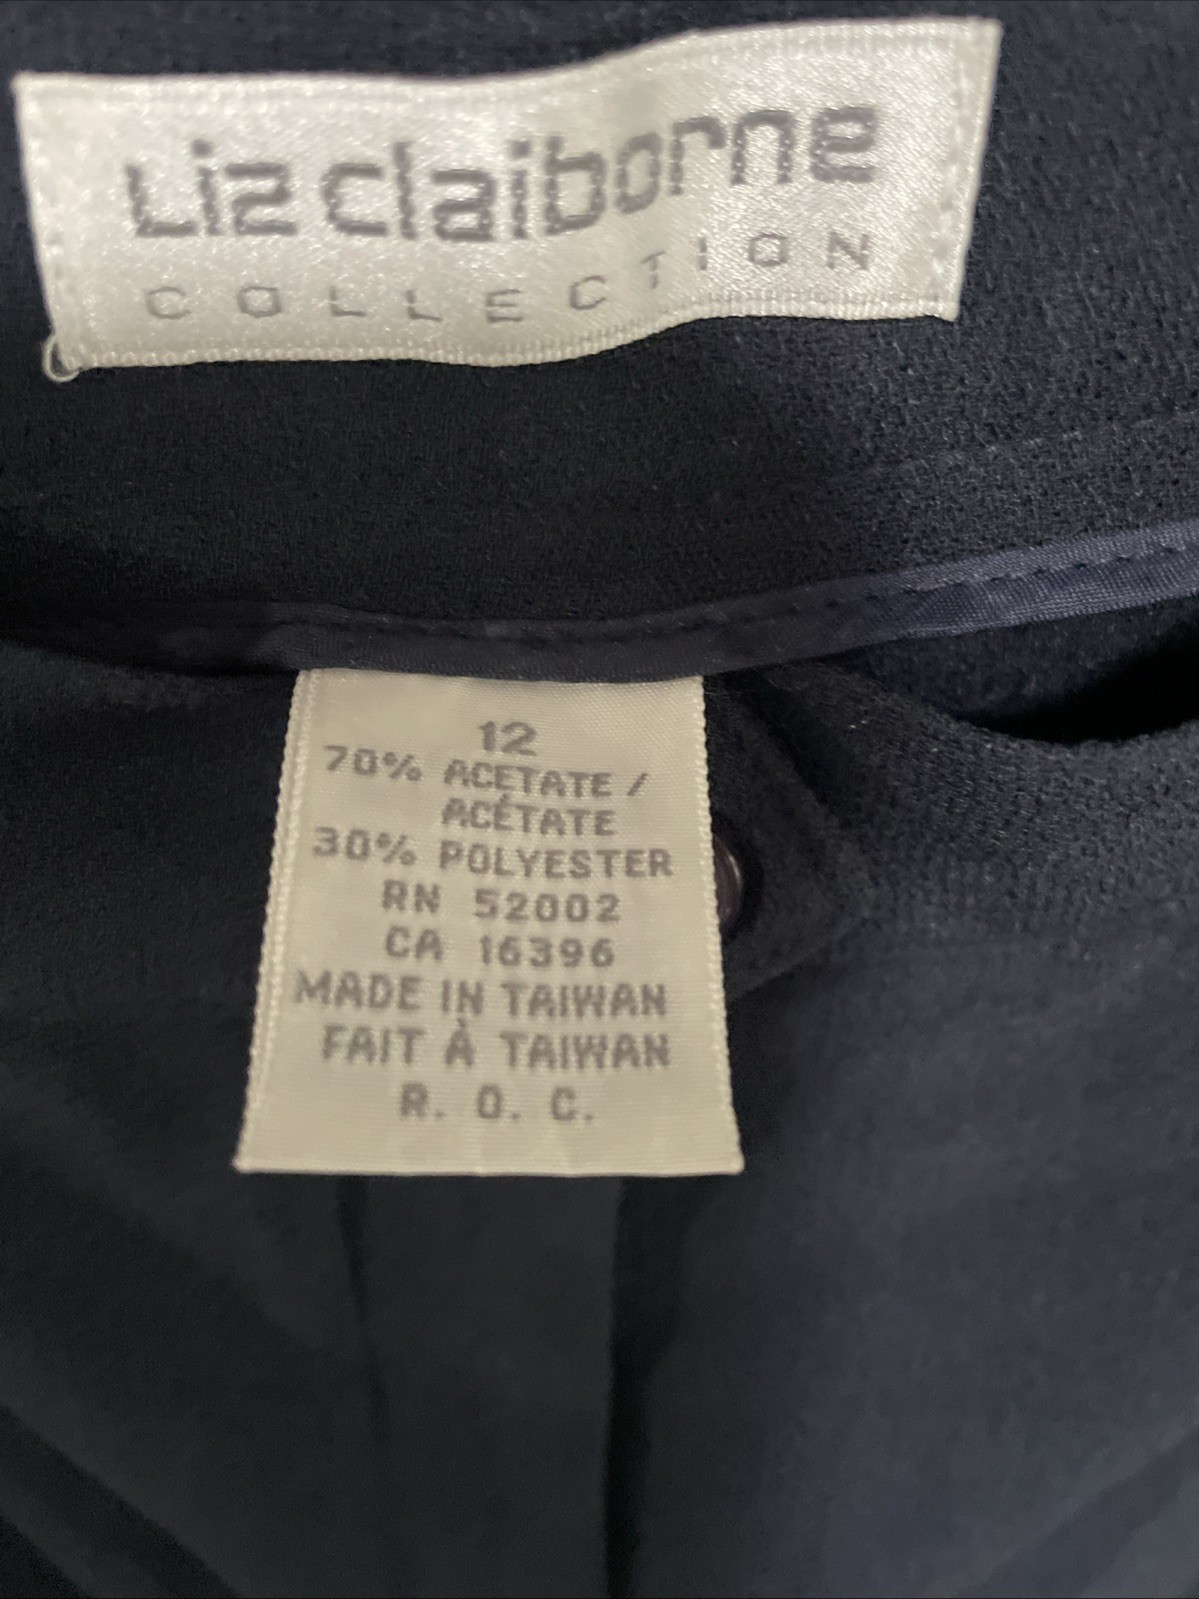 Liz claiborne
COLLECTION
12
70% ACETATE /
ACÉTATE
30% POLYESTER
RN 52002
CA 16396
MADE IN TAIWAN
FAIT À TAIWAN
R. O. C.